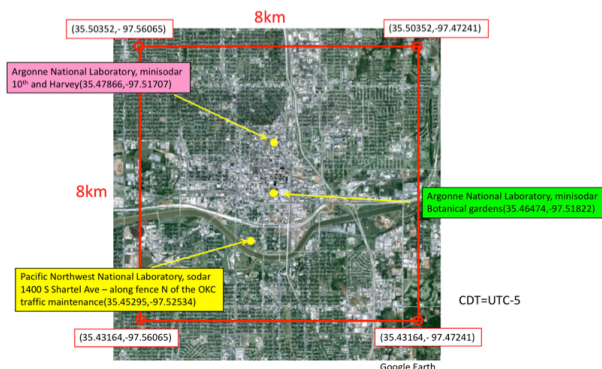 8km
(35.50352,- 97.56065)
(35.50352,- 97.47241)
Argonne National Laboratory, minisodar
10th and Harvey(35.47866,-97.51707)
8km
Argonne National Laboratory, minisodar
Botanical gardens(35.46474,-97.51822)
Pacific Northwest National Laboratory, sodar
1400 S Shartel Ave – along fence N of the OKC
traffic maintenance(35.45295,-97.52534)
CDT=UTC-5
(35.43164,-97.56065)
(35.43164,- 97.47241)
Google Earth